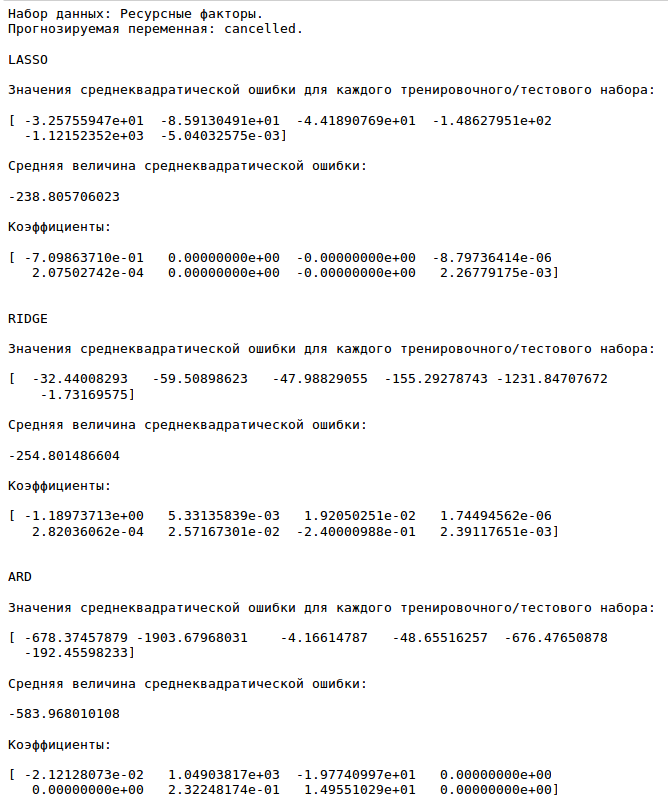 Набор данных: Ресурсные факторы.
Прогнозируемая переменная: cancelled.
LASSO
Значения среднеквадратической ошибки для каждого тренировочного/тестового набора:
[ -3.25755947e+01 -8.59130491e+01 -4.41890769e+01 -1.48627951e+02
-1.12152352e+03 -5.04032575e-03]
Средняя величина среднеквадратической ошибки:
-238.805706023
Коэффициенты:
[ -7.09863710e-01 0.00000000e+00 -0.00000000e+00 -8.79736414e-06
2.07502742e-04 0.00000000e+00 -0.00000000e+00 2.26779175e-03]
RIDGE
Значения среднеквадратической ошибки для каждого тренировочного/тестового набора:
[ -32.44008293 -59.50898623 -47.98829055 -155.29278743 -1231.84707672
-1.73169575]
Средняя величина среднеквадратической ошибки:
-254.801486604
Коэффициенты:
[ -1.18973713e+00 5.33135839e-03 1.92050251e-02 1.74494562e-06
2.82036062e-04 2.57167301e-02 -2.40000988e-01 2.39117651e-03]
ARD
Значения среднеквадратической ошибки для каждого тренировочного/тестового набора:
[ -678.37457879 -1903.67968031 -4.16614787 -48.65516257 -676.47650878
-192.45598233]
Средняя величина среднеквадратической ошибки:
-583.968010108
Коэффициенты:
[ -2.12128073e-02 1.04903817e+03 -1.97740997e+01 0.00000000e+00
0.00000000e+00 2.32248174e-01 1.49551029e+01 0.00000000e+00]